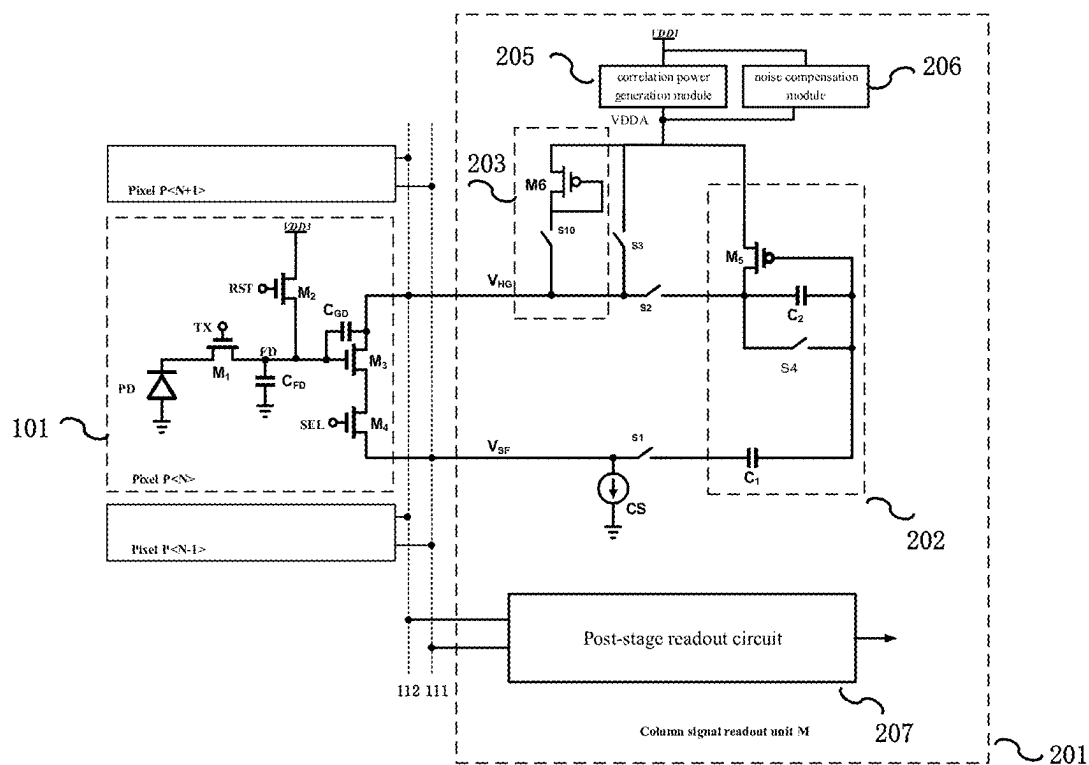 VDD1
205
correlation power
generation module
noise compensation
module
206
VDDA
203
M6
S10
S3
Pixel P<N+1>
VDD3
RST
M2
VHG
S2
M5
C2
S4
CGD
TX
FD
M1
CFD
M3
PD
101
SEL
M4
VSF
S1
C1
CS
202
Pixel P<N>
Pixel P<N-1>
Post-stage readout circuit
112
111
207
Column signal readout unit M
201